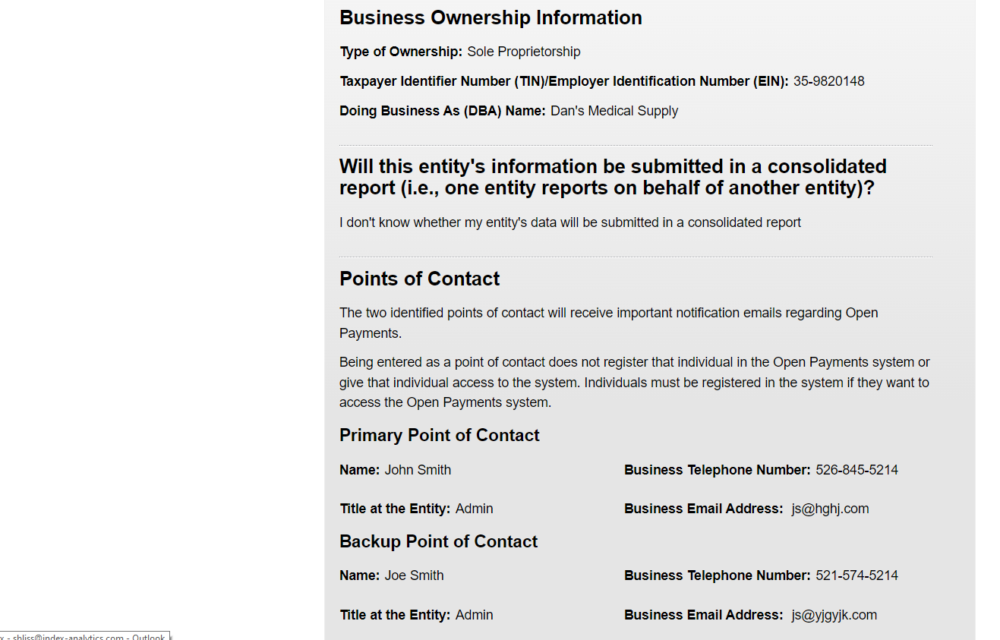 Business Ownership Information
Type of Ownership: Sole Proprietorship
Taxpayer Identifier Number (TIN)/Employer Identification Number (EIN): 35-9820148
Doing Business As (DBA) Name: Dan's Medical Supply
Will this entity's information be submitted in a consolidated
report (i.e., one entity reports on behalf of another entity)?
I don't know whether my entity's data will be submitted in a consolidated report
Points of Contact
The two identified points of contact will receive important notification emails regarding Open
Payments.
Being entered as a point of contact does not register that individual in the Open Payments system or
give that individual access to the system. Individuals must be registered in the system if they want to
access the Open Payments system.
Primary Point of Contact
Name: John Smith Business Telephone Number: 526-845-5214
Title at the Entity: Admin Business Email Address: js@hghj.com
Backup Point of Contact
Name: Joe Smith Business Telephone Number: 521-574-5214
Title at the Entity: Admin Business Email Address: js@yjgyjk.com
x - shliss@index-analytics.com - Outlook